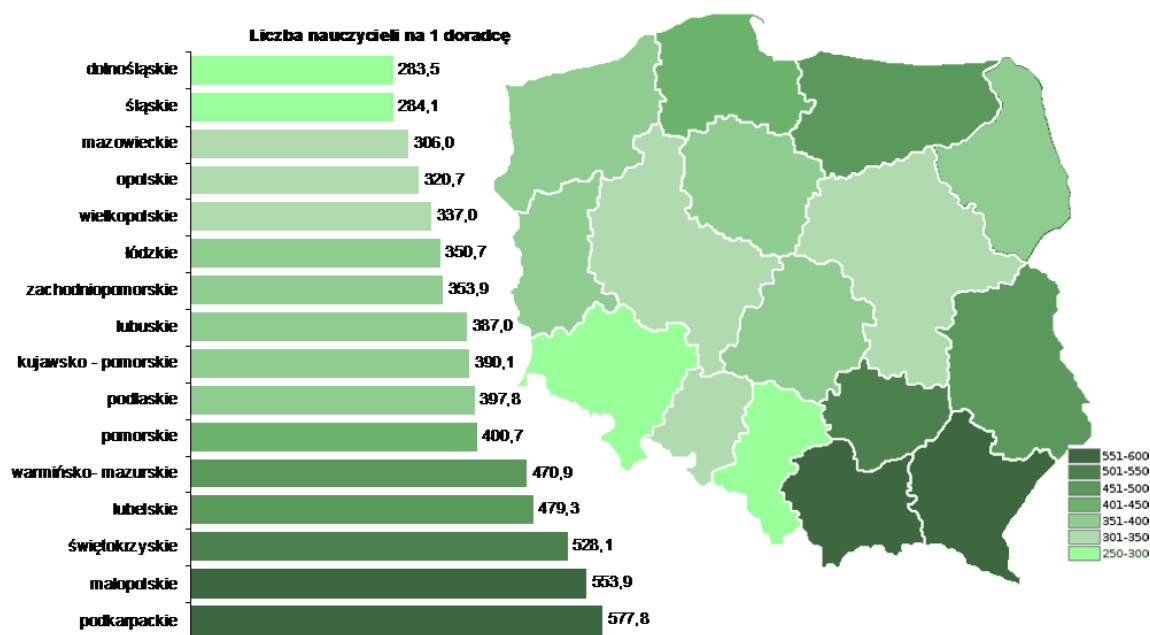 Liczba nauczycieli na 1 doradcę
dolnośląskie 283,5
śląskie 284,1
mazowieckie 306,0
opolskie 320,7
wielkopolskie 337,0
łódzkie 350,7
zachodniopomorskie 353,9
lubuskie 387,0
kujawsko - pomorskie 390,1
podlaskie 397,8
pomorskie 400,7
warmińsko- mazurskie 470,9
lubelskie 479,3
świętokrzyskie 528,1
małopolskie 553,9
podkarpackie 577,8
551-600
501-550
451-500
401-450
351-400
301-350
250-300